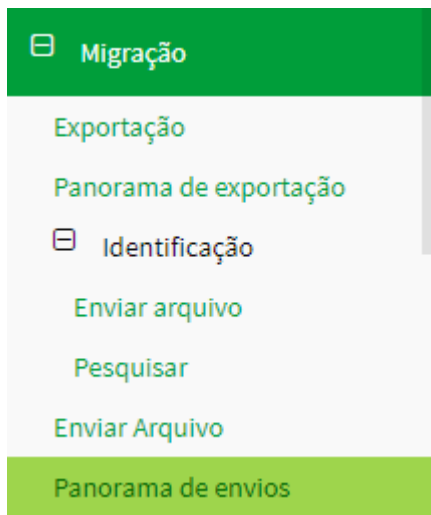 Migração
Exportação
Panorama de exportação
Identificação
Enviar arquivo
Pesquisar
Enviar Arquivo
Panorama de envios